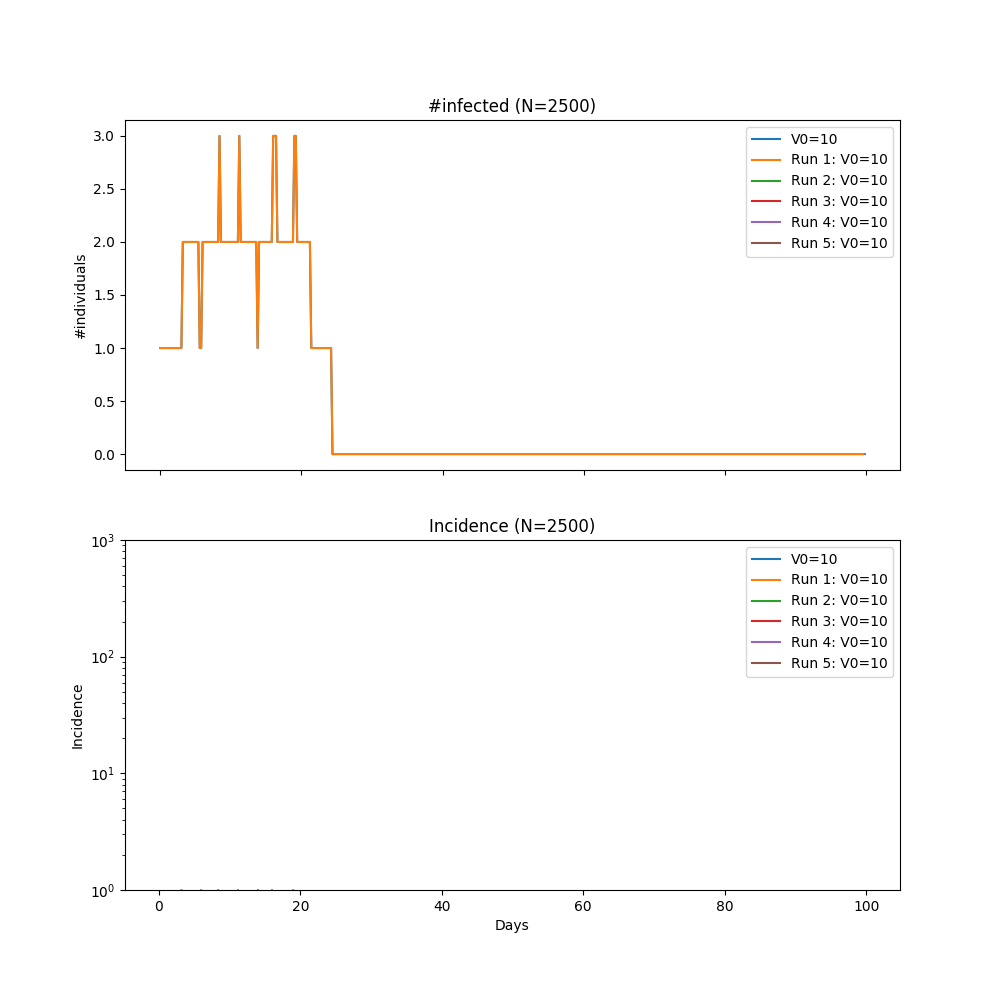 #infected (N=2500)
3.0
2.5
2.0
1.5
1.0
0.5
0.0
#individuals
V0=10
Run 1: V0=10
Run 2: V0=10
Run 3: V0=10
Run 4: V0=10
Run 5: V0=10
Incidence (N=2500)
10³
10²
10¹
10⁰
Incidence
V0=10
Run 1: V0=10
Run 2: V0=10
Run 3: V0=10
Run 4: V0=10
Run 5: V0=10
0 20 40 60 80 100
Days